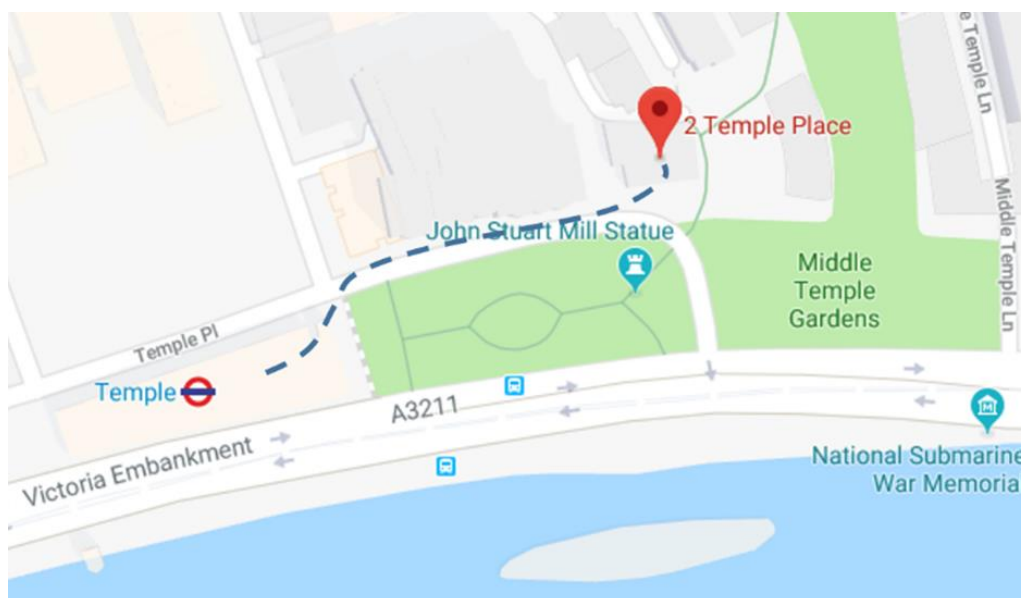 e Temple Ln
2 Temple Place
Middle Temple Ln
John Stuart Mill Statue
Middle
Temple
Gardens
Temple Pl
Temple
A3211
Victoria Embankment
National Submarine
War Memoria